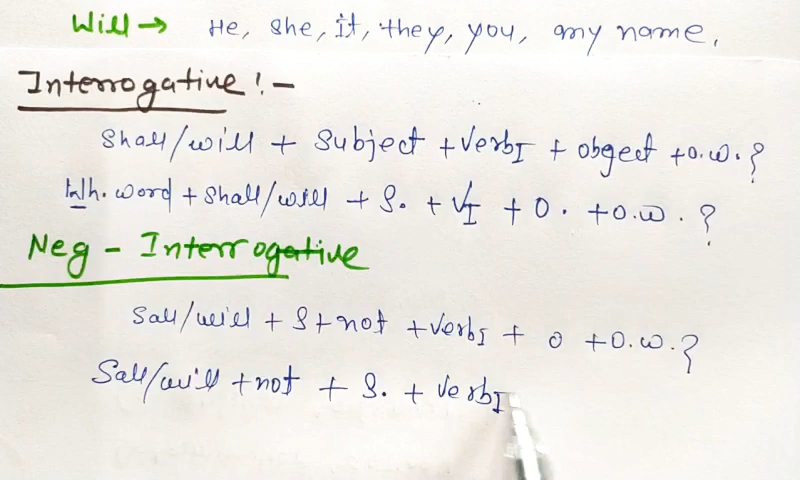 Will → He, she, it, they, you, any name.
Interrogative :-
Shall/will + Subject + VerbI + obgect + o.w. ?
Wh. word + Shall/will + S. + VI + O. + o.w. ?
Neg - Interrogative
Sall/will + S + not + VerbI + O + O.W. ?
Sall/will + not + S. + VerbI